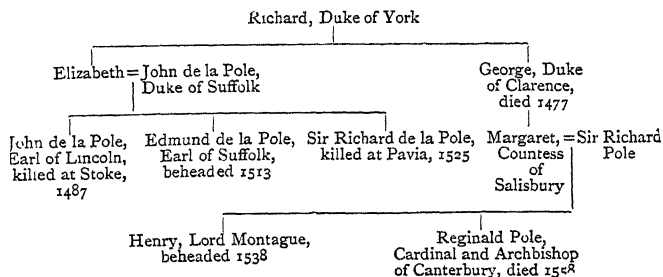 Richard, Duke of York
Elizabeth = John de la Pole,
Duke of Suffolk
George, Duke
of Clarence,
died 1477
John de la Pole,
Earl of Lincoln,
killed at Stoke,
1487
Edmund de la Pole,
Earl of Suffolk,
beheaded 1513
Sir Richard de la Pole,
killed at Pavia, 1525
Margaret, = Sir Richard
Countess Pole
of
Salisbury
Henry, Lord Montague,
beheaded 1538
Reginald Pole,
Cardinal and Archbishop
of Canterbury, died 1558